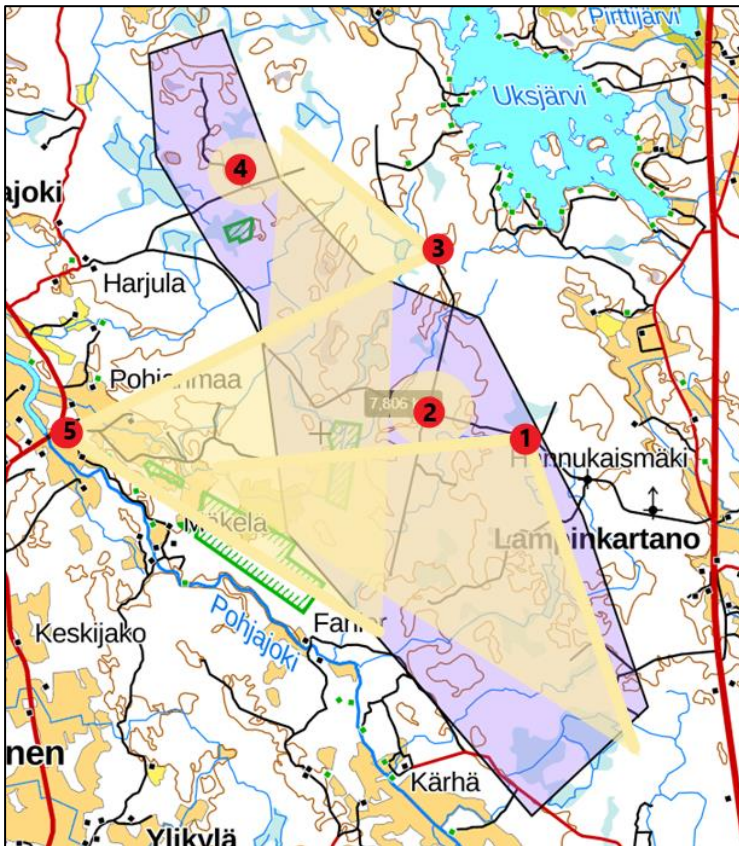 Pirttijärvi
Uksjärvi
ajoki
4
3
Harjula
Pohjanmaa
7,806
2
5
1
Hannukaismäki
Mäkelä
Lampinkartano
Pohjajoki
Keskijako
nen
Kärhä
Ylikylä